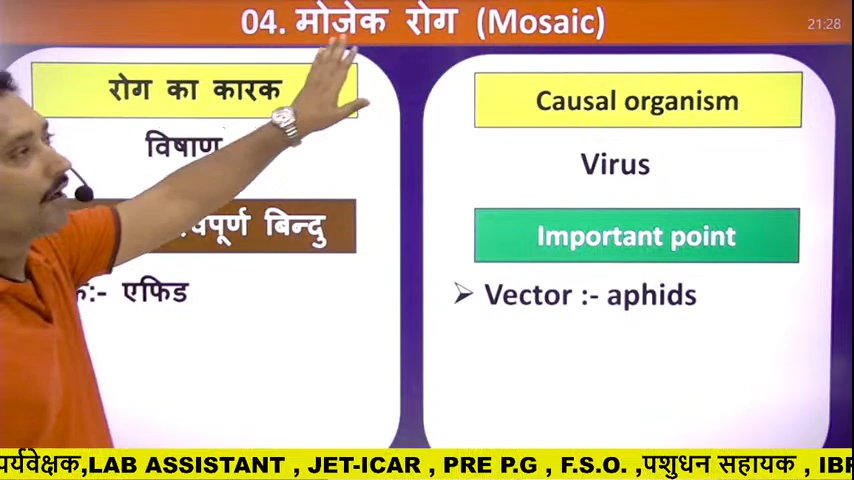 04. मोजेक रोग (Mosaic)
21:28
रोग का कारक
विषाणु
बिन्दु
:- एफिड
Causal organism
Virus
Important point
➢ Vector :- aphids
पर्यवेक्षक,LAB ASSISTANT , JET-ICAR , PRE P.G , F.S.O. ,पशुधन सहायक ,